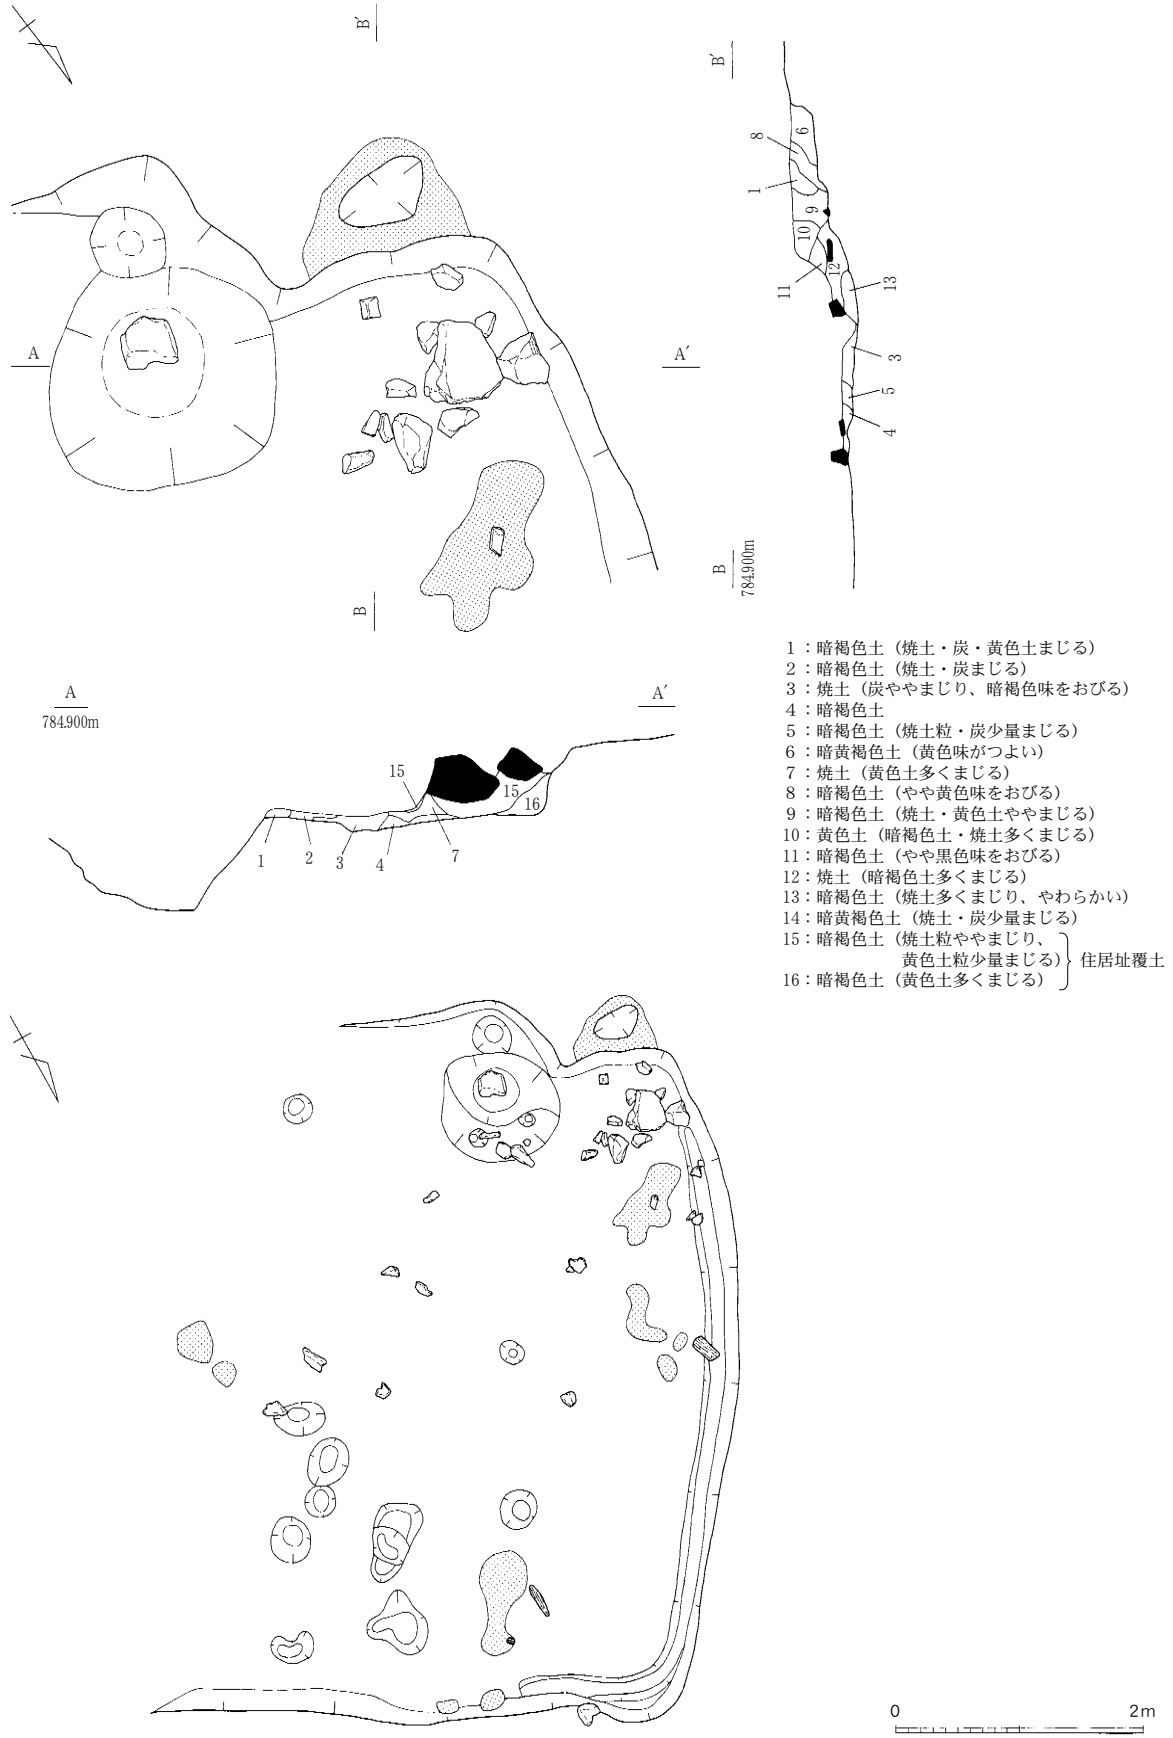 B′
A
A′
B
B′
8
6
1
9
10
11
12
13
3
5
4
B
784.900m
A
784.900m
A′
15
15
16
1
2
3
4
7
1：暗褐色土（焼土・炭・黄色土まじる）
2：暗褐色土（焼土・炭まじる）
3：焼土（炭ややまじり、暗褐色味をおびる）
4：暗褐色土
5：暗褐色土（焼土粒・炭少量まじる）
6：暗黄褐色土（黄色味がつよい）
7：焼土（黄色土多くまじる）
8：暗褐色土（やや黄色味をおびる）
9：暗褐色土（焼土・黄色土ややまじる）
10：黄色土（暗褐色土・焼土多くまじる）
11：暗褐色土（やや黒色味をおびる）
12：焼土（暗褐色土多くまじる）
13：暗褐色土（焼土多くまじり、やわらかい）
14：暗黄褐色土（焼土・炭少量まじる）
15：暗褐色土（焼土粒ややまじり、
黄色土粒少量まじる） 住居址覆土
16：暗褐色土（黄色土多くまじる）
0 2m